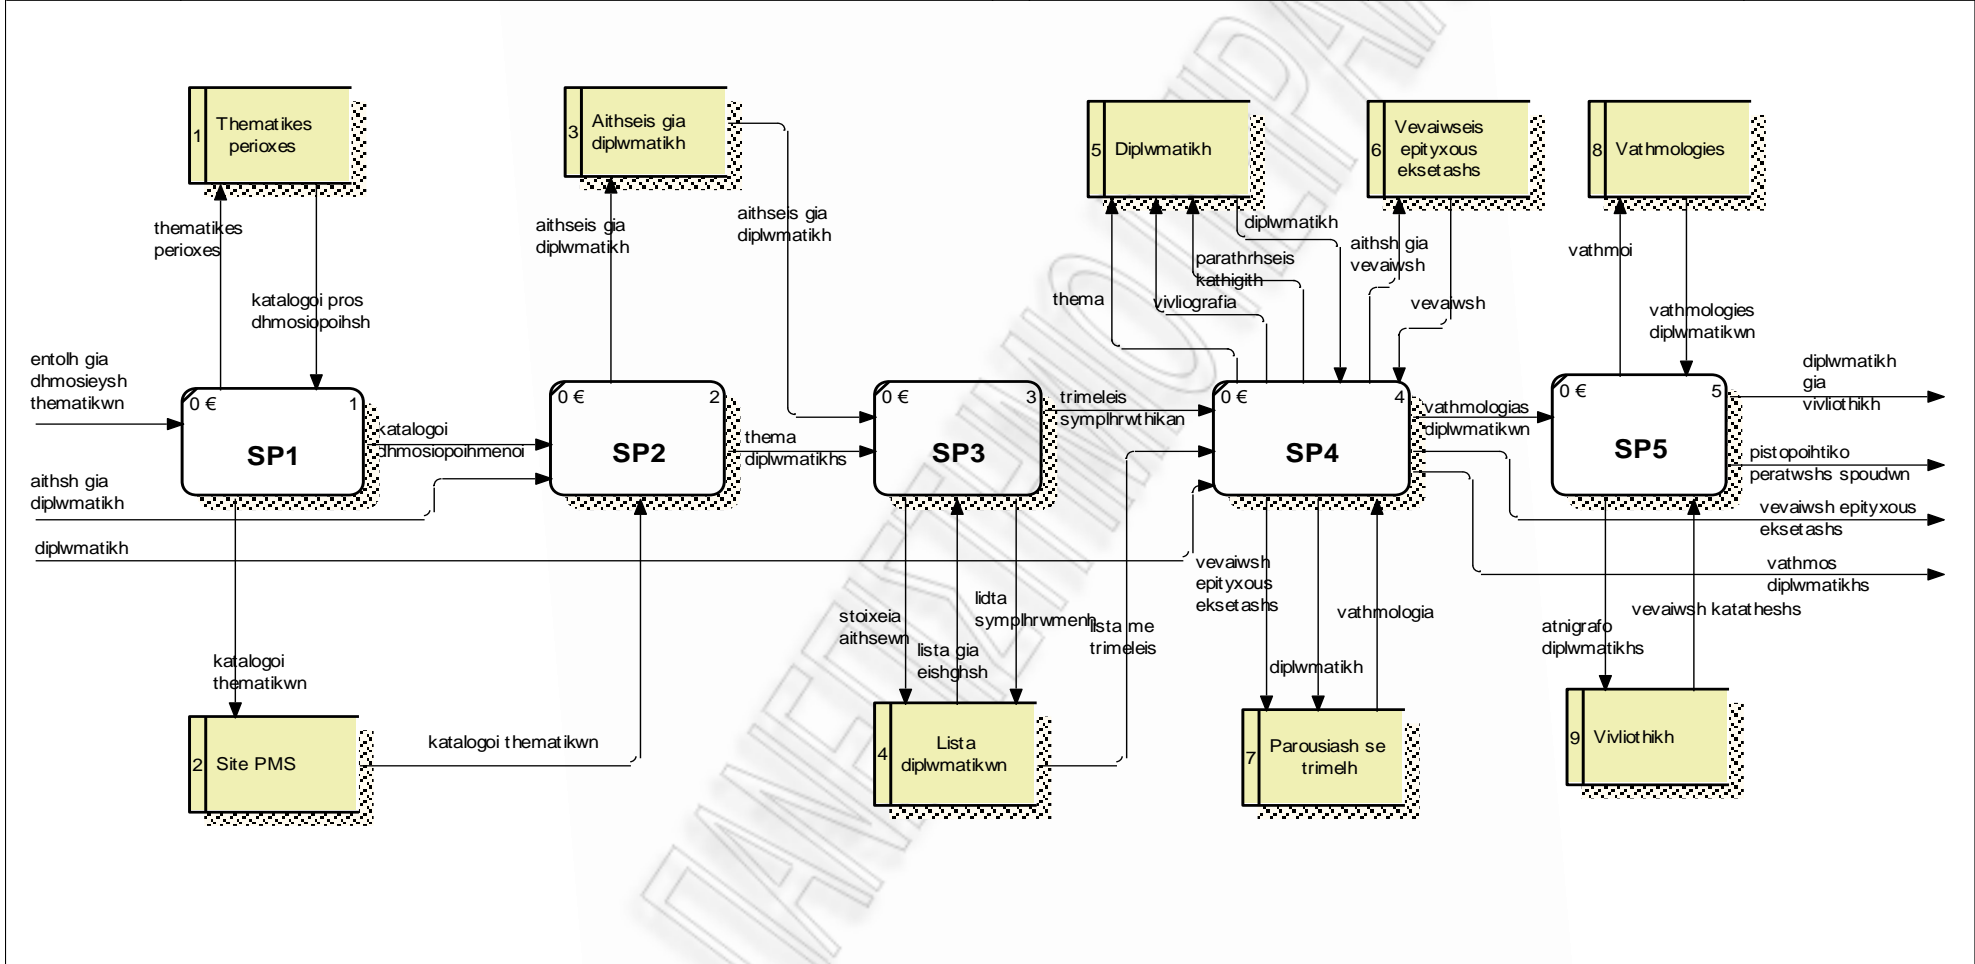 1
Thematikes
perioxes
3
Aithseis gia
diplwmatikh
5
Diplwmatikh
6
Vevaiwseis
epityxous
eksetashs
8
Vathmologies
thematikes
perioxes
katalogoi pros
dhmosiopoihsh
aithseis gia
diplwmatikh
aithseis gia
diplwmatikh
thema
vivliografia
parathrhseis
kathigith
diplwmatikh
aithsh gia
vevaiwsh
vevaiwsh
vathmoi
vathmologies
diplwmatikwn
entolh gia
dhmosieysh
thematikwn
aithsh gia
diplwmatikh
diplwmatikh
0 €
1
SP1
katalogoi
dhmosiopoihmenoi
0 €
2
SP2
thema
diplwmatikhs
0 €
3
SP3
trimeleis
symplhrwthikan
0 €
4
SP4
vathmologias
diplwmatikwn
0 €
5
SP5
diplwmatikh
gia
vivliothikh
pistopoihtiko
peratwshs spoudwn
vevaiwsh epityxous
eksetashs
vathmos
diplwmatikhs
katalogoi
thematikwn
katalogoi thematikwn
stoixeia
aithsewn
lista gia
eishghsh
lidta
symplhrwmenh
lista me
trimeleis
vevaiwsh
epityxous
eksetashs
diplwmatikh
vathmologia
atnigrafo
diplwmatikhs
vevaiwsh katatheshs
2
Site PMS
4
Lista
diplwmatikwn
7
Parousiash se
trimelh
9
Vivliothikh